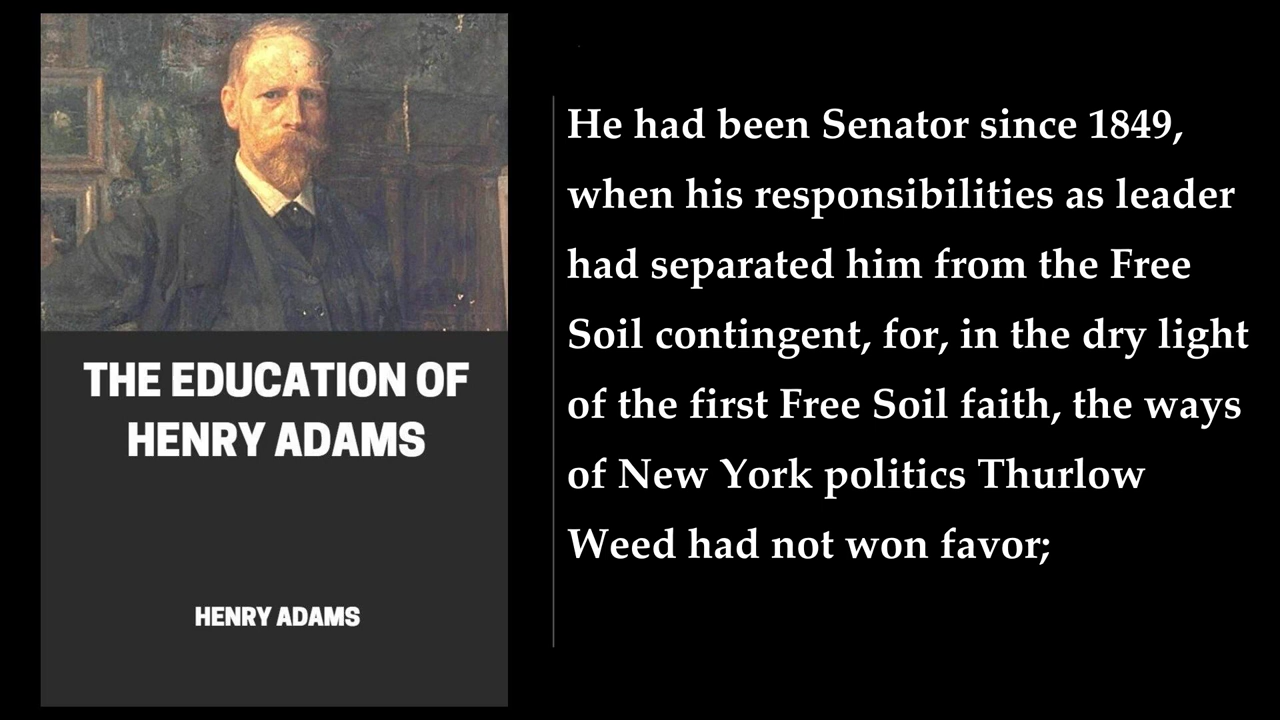 THE EDUCATION OF
HENRY ADAMS
HENRY ADAMS
He had been Senator since 1849,
when his responsibilities as leader
had separated him from the Free
Soil contingent, for, in the dry light
of the first Free Soil faith, the ways
of New York politics Thurlow
Weed had not won favor;